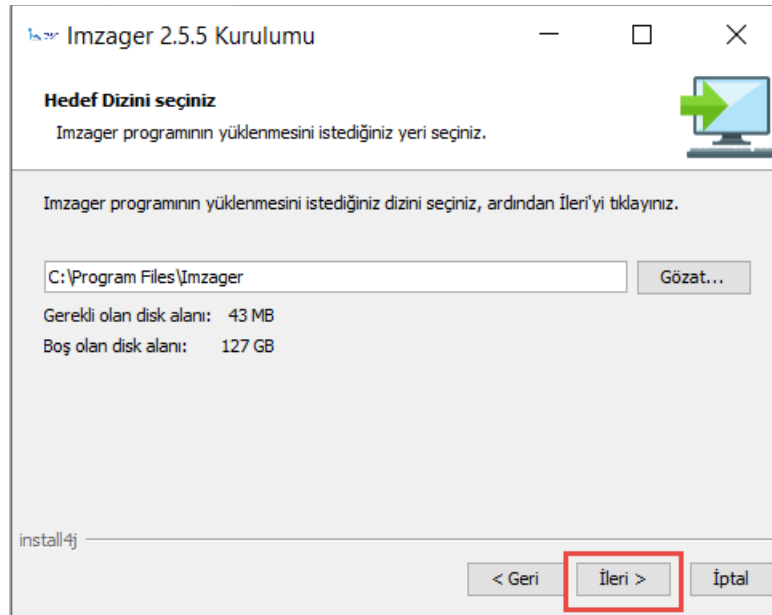 Imzager 2.5.5 Kurulumu
Hedef Dizini seçiniz
Imzager programının yüklenmesini istediğiniz yeri seçiniz.
Imzager programının yüklenmesini istediğiniz dizini seçiniz, ardından İleri'yi tıklayınız.
C:\Program Files\Imzager
Gözat...
Gerekli olan disk alanı: 43 MB
Boş olan disk alanı: 127 GB
install4j
< Geri
İleri >
İptal